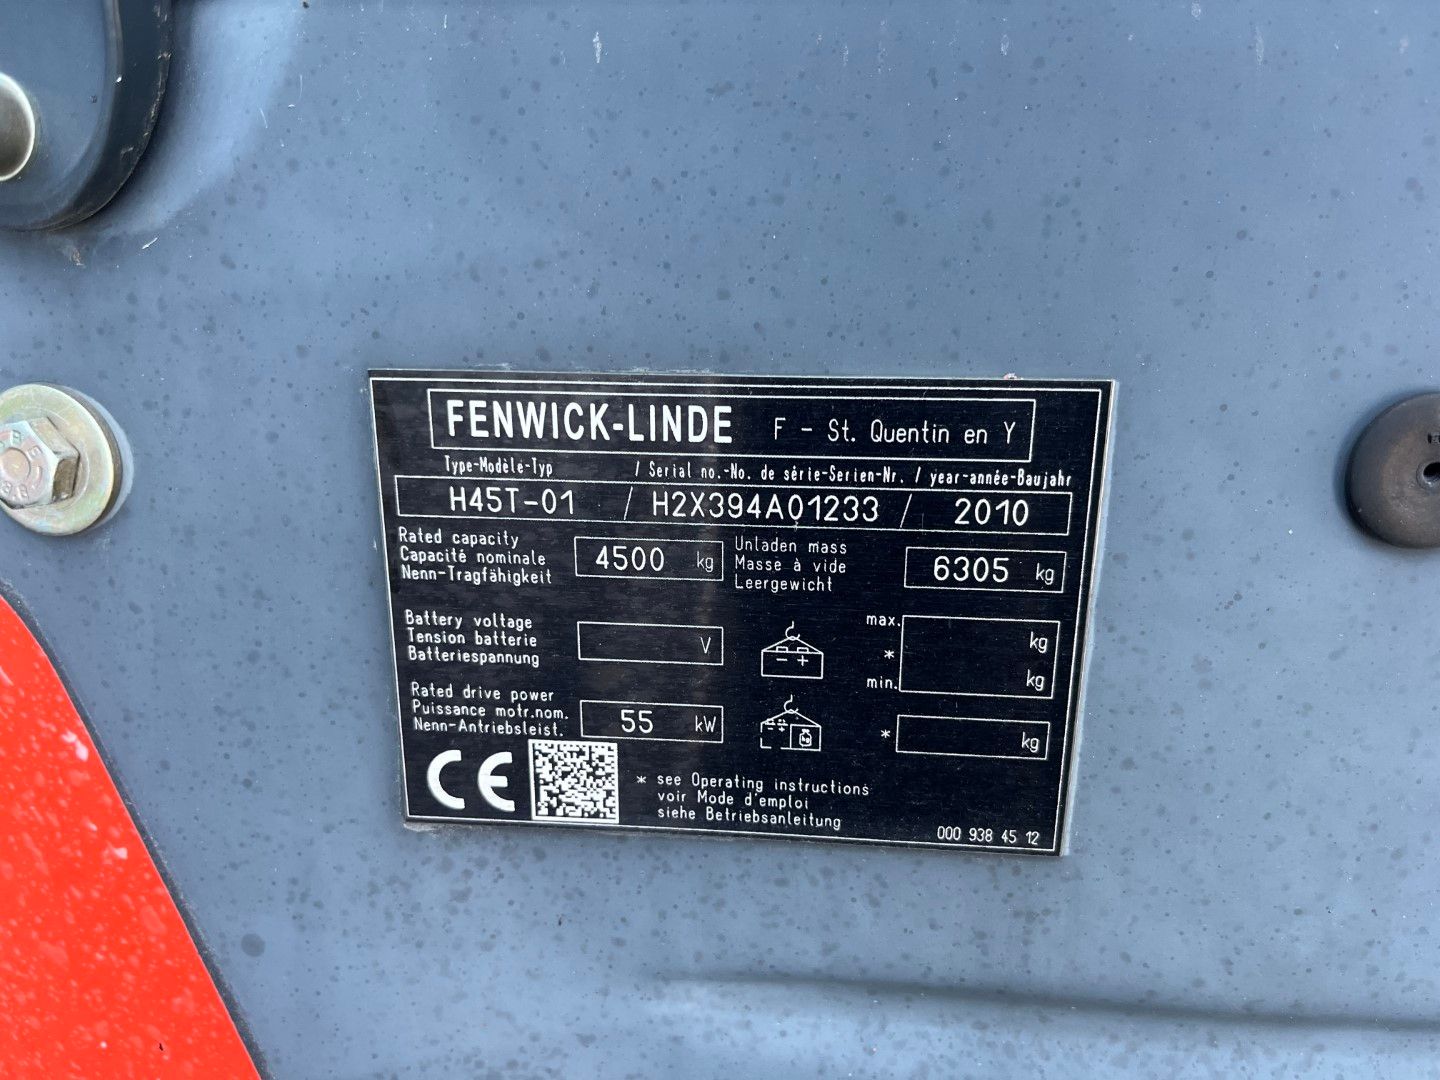 FENWICK-LINDE F - St. Quentin en Y
Type-Modèle-Typ / Serial no.-No. de série-Serien-Nr. / year-année-Baujahr
H45T-01 / H2X394A01233 / 2010
Rated capacity
Capacité nominale
Nenn-Tragfähigkeit
4500 kg
Unladen mass
Masse à vide
Leergewicht
6305 kg
Battery voltage
Tension batterie
Batteriespannung
V
- +
max.
*
min.
kg
kg
Rated drive power
Puissance motr.nom.
Nenn-Antriebsleist.
55 kW
* kg
CE
* see Operating instructions
voir Mode d'emploi
siehe Betriebsanleitung
000 938 45 12